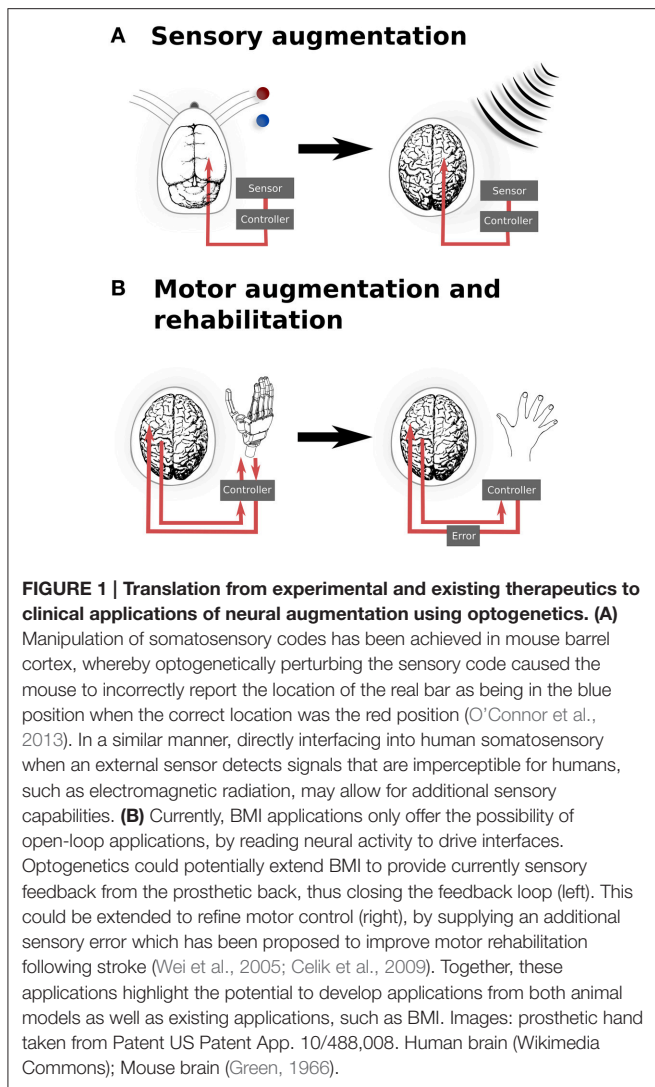 A Sensory augmentation
Sensor
Controller
Sensor
Controller
B Motor augmentation and
rehabilitation
Controller
Controller
Error
FIGURE 1 | Translation from experimental and existing therapeutics to
clinical applications of neural augmentation using optogenetics. (A)
Manipulation of somatosensory codes has been achieved in mouse barrel
cortex, whereby optogenetically perturbing the sensory code caused the
mouse to incorrectly report the location of the real bar as being in the blue
position when the correct location was the red position (O'Connor et al.,
2013). In a similar manner, directly interfacing into human somatosensory
when an external sensor detects signals that are imperceptible for humans,
such as electromagnetic radiation, may allow for additional sensory
capabilities. (B) Currently, BMI applications only offer the possibility of
open-loop applications, by reading neural activity to drive interfaces.
Optogenetics could potentially extend BMI to provide currently sensory
feedback from the prosthetic back, thus closing the feedback loop (left). This
could be extended to refine motor control (right), by supplying an additional
sensory error which has been proposed to improve motor rehabilitation
following stroke (Wei et al., 2005; Celik et al., 2009). Together, these
applications highlight the potential to develop applications from both animal
models as well as existing applications, such as BMI. Images: prosthetic hand
taken from Patent US Patent App. 10/488,008. Human brain (Wikimedia
Commons); Mouse brain (Green, 1966).